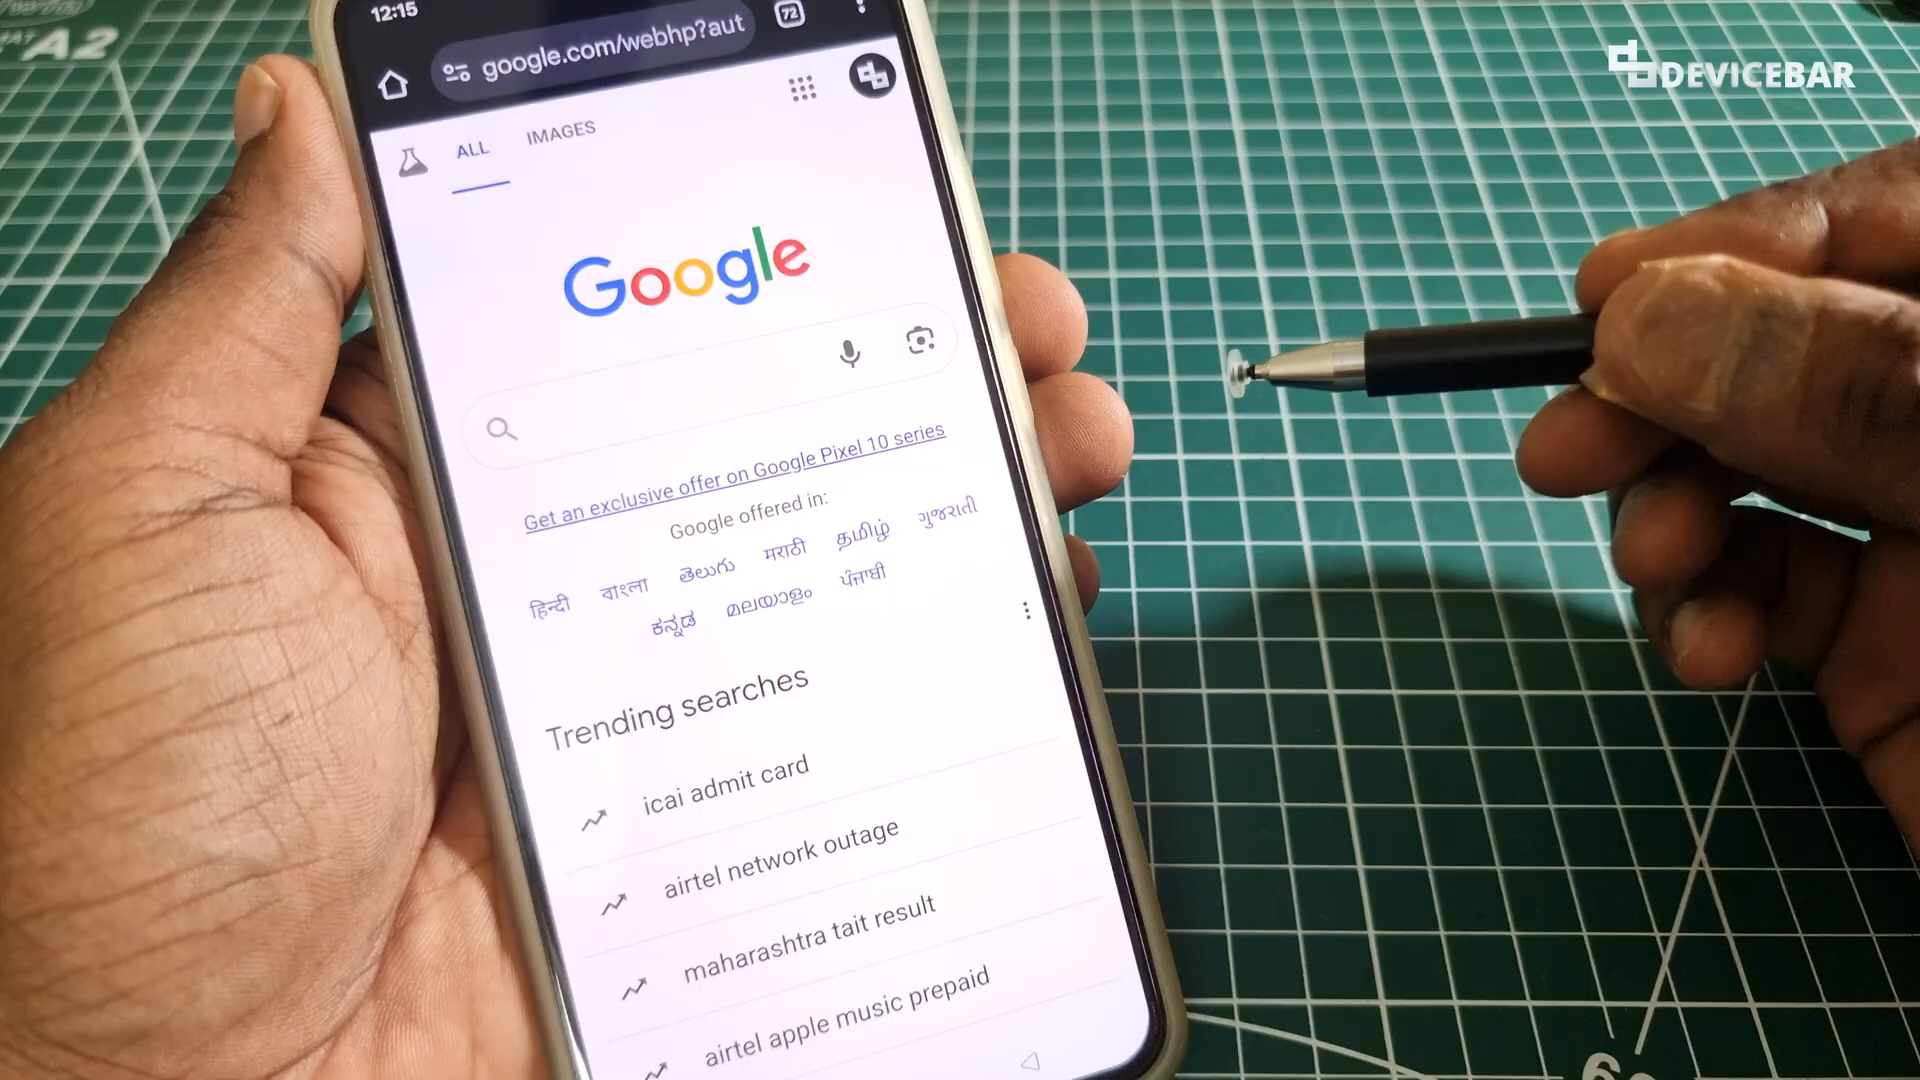 A2
12:15
google.com/webhp?aut
72
DEVICEBAR
ALL IMAGES
Google
Get an exclusive offer on Google Pixel 10 series
Google offered in:
हिन्दी বাংলা తెలుగు मराठी தமிழ் ગુજરાતી
ಕನ್ನಡ മലയാളം ਪੰਜਾਬੀ
Trending searches
icai admit card
airtel network outage
maharashtra tait result
airtel apple music prepaid